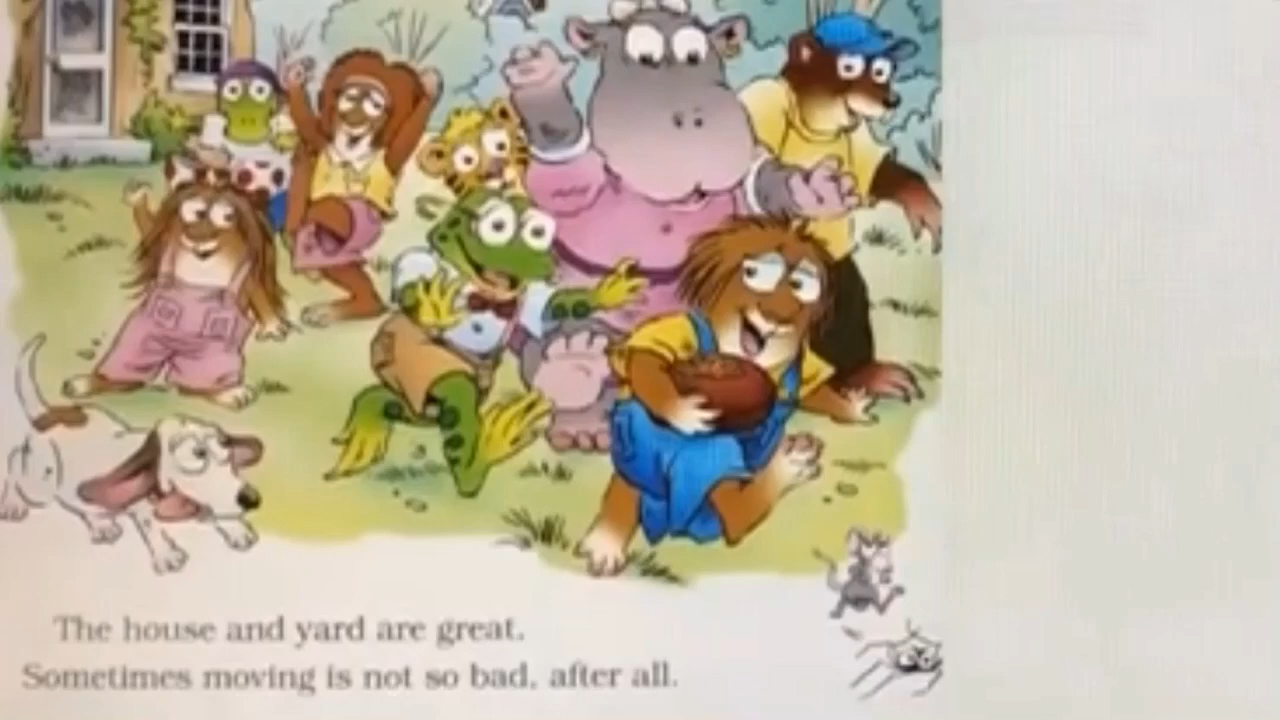 The house and yard are great.
Sometimes moving is not so bad, after all.